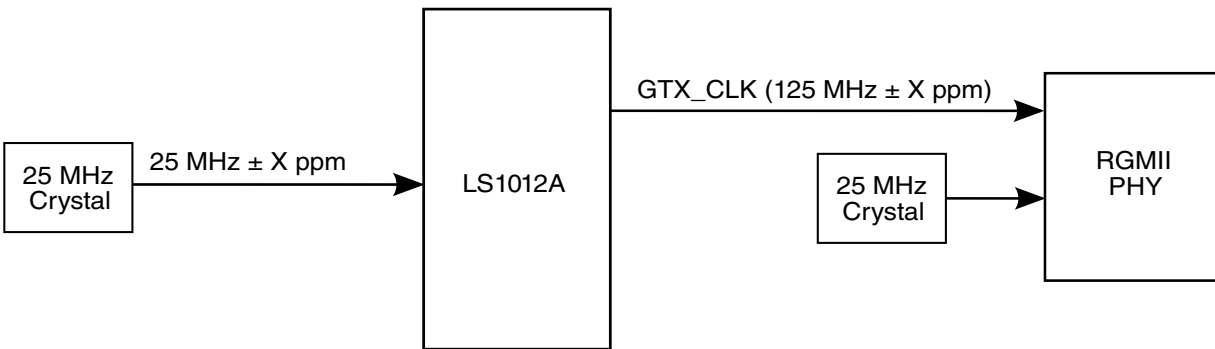 25 MHz
Crystal
25 MHz ± X ppm
LS1012A
GTX_CLK (125 MHz ± X ppm)
25 MHz
Crystal
RGMII
PHY